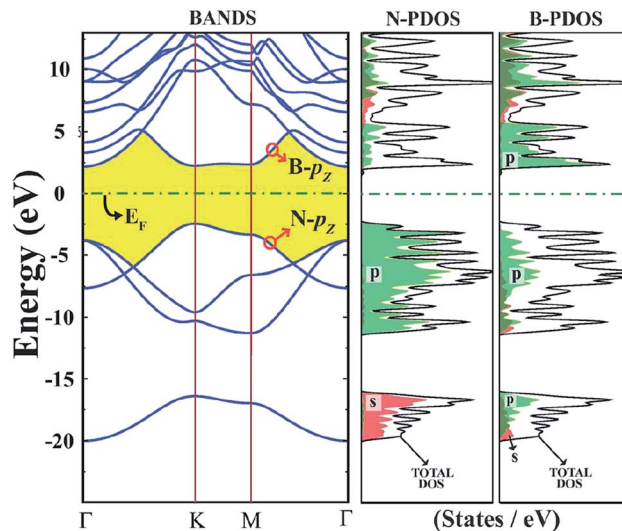 BANDS
N-PDOS
B-PDOS
Energy (eV)
10
5
0
-5
-10
-15
-20
5
B-pZ
EF
N-pZ
Γ
K
M
Γ
p
s
TOTAL
DOS
p
p
p
s
TOTAL
DOS
(States / eV)